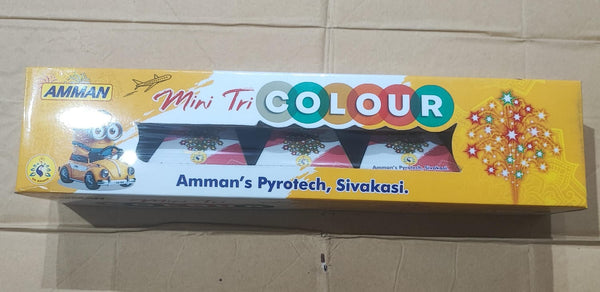 AMMAN
Mini Tri COLOUR
Amman's Pyrotech, Sivakasi.
Amman's Pyrotech, Sivakasi.